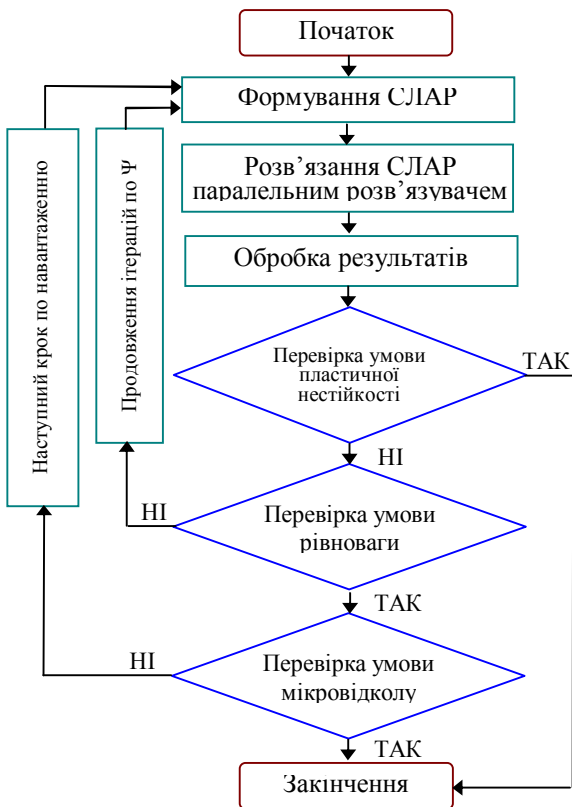 Початок
Формування СЛАР
Розв’язання СЛАР
паралельним розв’язувачем
Обробка результатів
Перевірка умови
пластичної
нестійкості
ТАК
НІ
Перевірка умови
рівноваги
НІ
ТАК
Перевірка умови
мікровідколу
НІ
ТАК
Закінчення
Продовження ітерацій по Ψ
Наступний крок по навантаженню